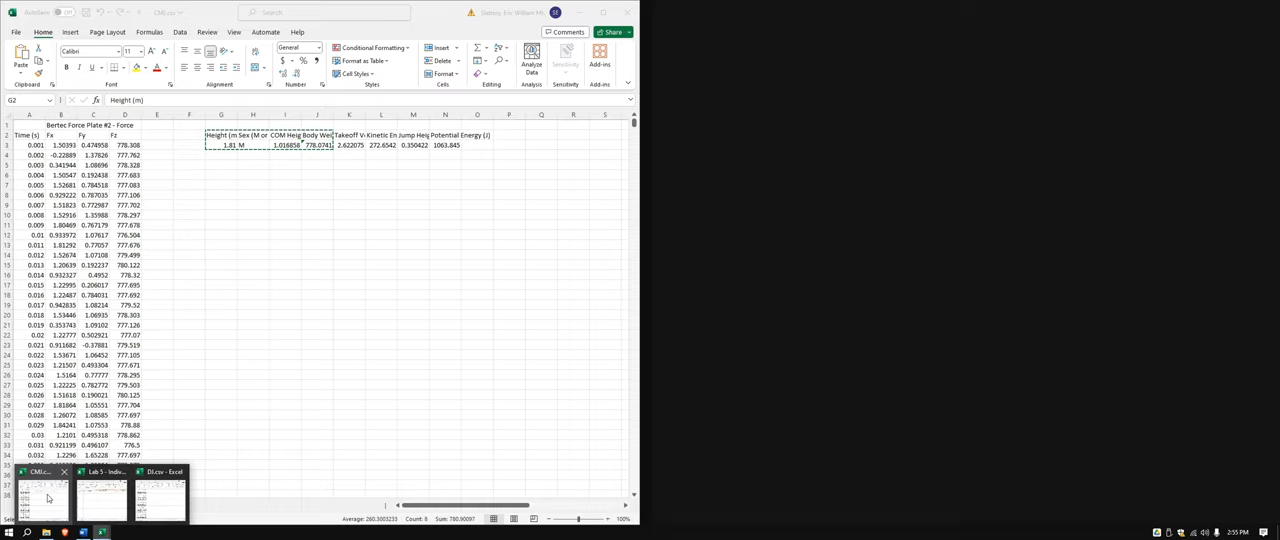 AutoSave Off CMJ.csv Search Slattery, Eric William Mi... SE
File Home Insert Page Layout Formulas Data Review View Automate Help Comments Share
Paste Calibri 11 General Conditional Formatting Format as Table Cell Styles Insert Delete Format Analyze Data Sensitivity Add-ins
Clipboard Font Alignment Number Styles Cells Editing Analysis Sensitivity Add-ins
G2 fx Height (m)
A B C D E F G H I J K L M N O P Q R S
1 Bertec Force Plate #2 - Force
2 Time (s) Fx Fy Fz Height (m Sex (M or COM Heig Body Wei Takeoff V Kinetic En Jump Heig Potential Energy (J)
3 0.001 1.50393 0.474958 778.308 1.81 M 1.016858 778.0741 2.622075 272.6542 0.350422 1063.845
4 0.002 -0.22889 1.37826 777.762
5 0.003 0.341944 1.08696 778.328
6 0.004 1.50547 0.192438 777.683
7 0.005 1.52681 0.784518 777.083
8 0.006 0.929222 0.787035 777.106
9 0.007 1.51823 0.772987 777.702
10 0.008 1.52916 1.35988 778.297
11 0.009 1.80469 0.767179 777.678
12 0.01 0.933972 1.07617 776.504
13 0.011 1.81292 0.77057 777.676
14 0.012 1.52674 1.07108 779.499
15 0.013 1.20639 0.192237 780.122
16 0.014 0.932327 0.4952 778.32
17 0.015 1.22995 0.206017 777.695
18 0.016 1.22487 0.784031 777.692
19 0.017 0.942835 1.08214 779.52
20 0.018 1.53446 1.06935 778.303
21 0.019 0.353743 1.09102 777.126
22 0.02 1.22777 0.502921 777.07
23 0.021 0.911682 -0.37881 779.519
24 0.022 1.53671 1.06452 777.105
25 0.023 1.21507 0.493304 777.671
26 0.024 1.5164 0.77777 778.295
27 0.025 1.22225 0.782772 779.503
28 0.026 1.51618 0.190021 780.125
29 0.027 1.81864 1.05551 777.704
30 0.028 1.26072 1.08585 777.697
31 0.029 1.84241 1.07553 778.88
32 0.03 1.2101 0.495318 778.862
33 0.031 0.921199 0.496107 776.5
34 0.032 1.2296 1.65228 777.697
35
36
37
38
CMJ.c... Lab 5 - Indiv... DJ.csv - Excel
Average: 260.3003233 Count: 8 Sum: 780.90097 100%
2:55 PM